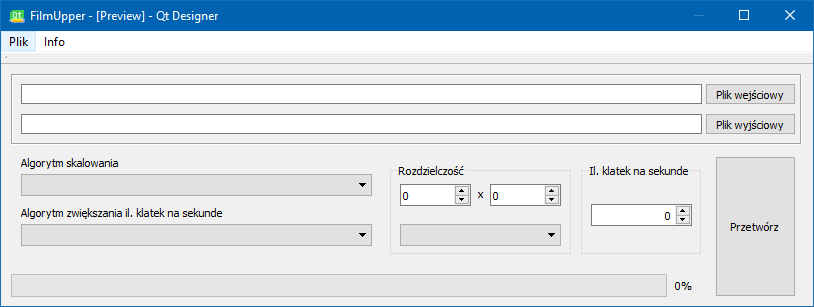 FilmUpper - [Preview] - Qt Designer
Plik Info
Plik wejściowy
Plik wyjściowy
Algorytm skalowania
Rozdzielczość
Il. klatek na sekunde
0 x 0
0
Algorytm zwiększania il. klatek na sekunde
Przetwórz
0%